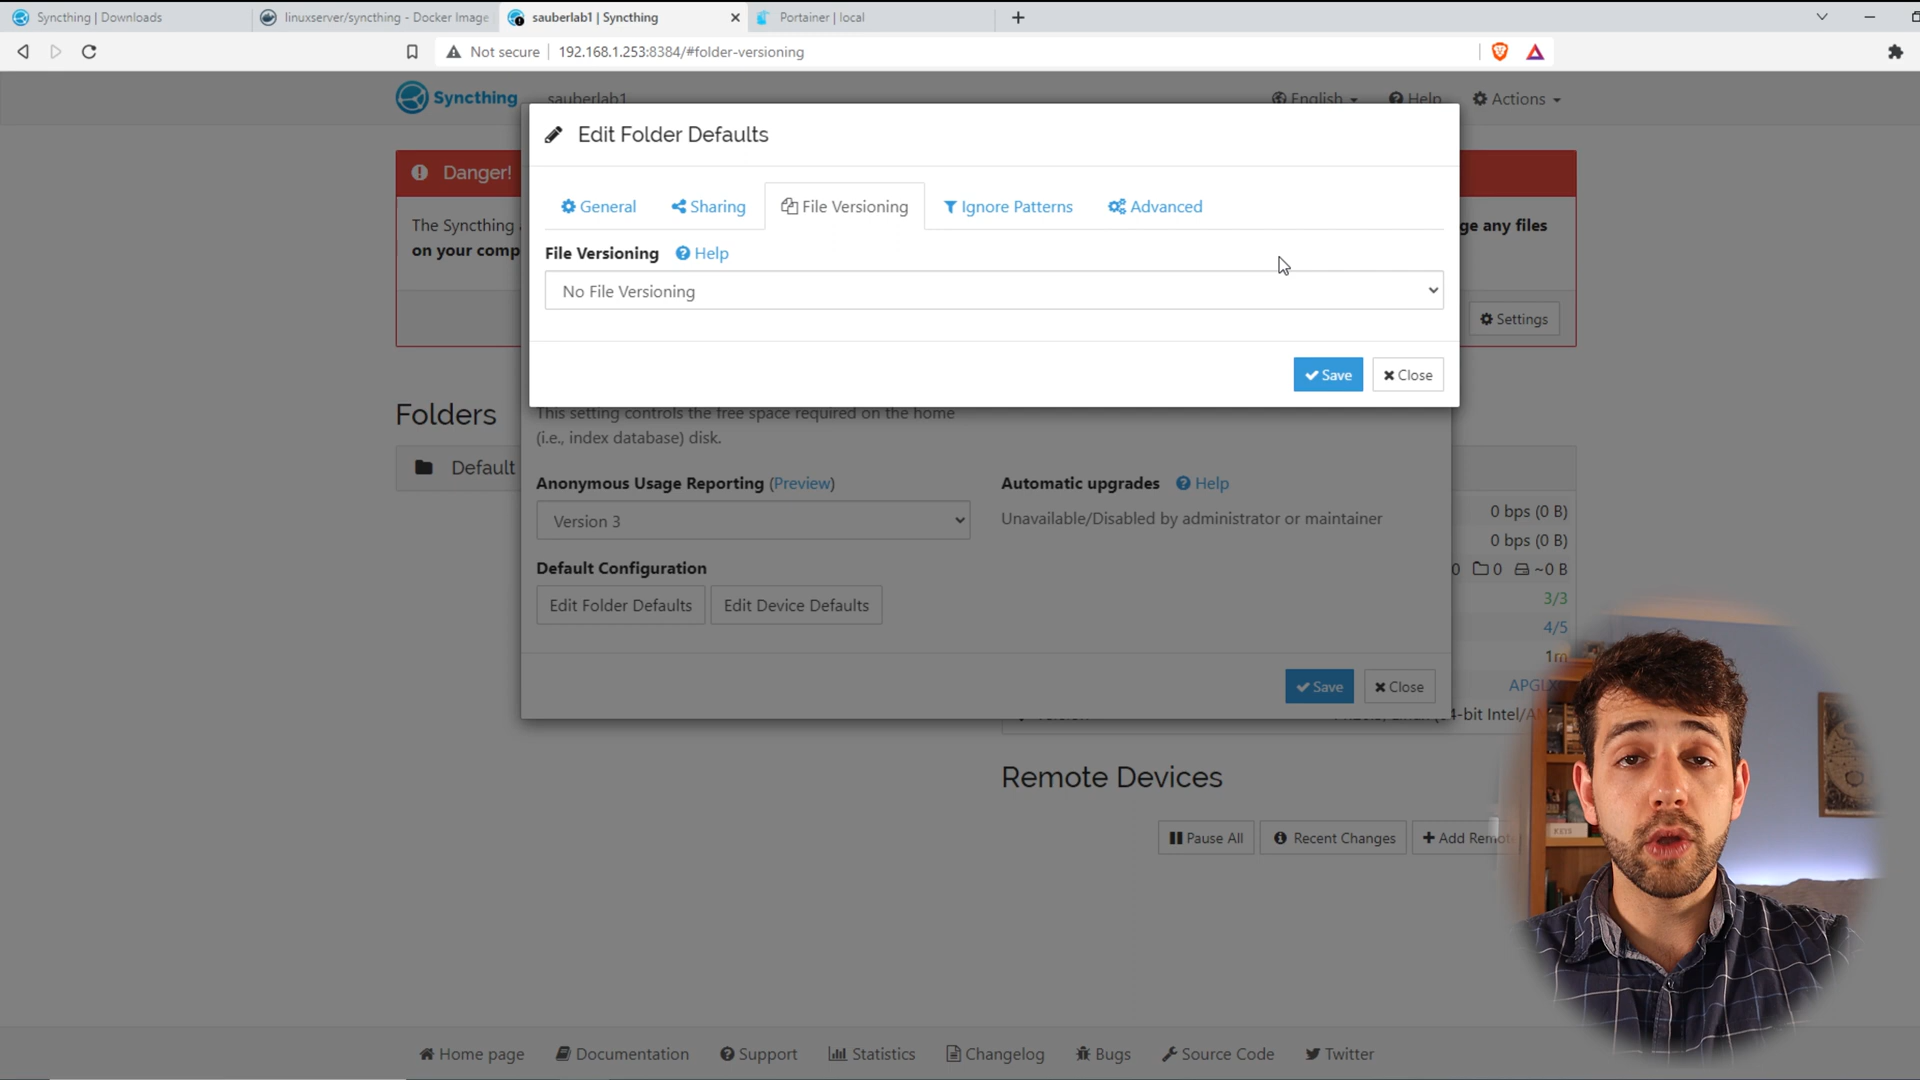 Syncthing | Downloads
linuxserver/syncthing - Docker Image
sauberlab1 | Syncthing
Portainer | local
Not secure
192.168.1.253:8384/#folder-versioning
Syncthing
sauberlab1
English
Help
Actions
Edit Folder Defaults
Danger!
General
Sharing
File Versioning
Ignore Patterns
Advanced
The Syncthing
ge any files
on your comp
File Versioning
Help
No File Versioning
Settings
Save
Close
Folders
This setting controls the free space required on the home
(i.e., index database) disk.
Default
Anonymous Usage Reporting (Preview)
Automatic upgrades
Help
Version 3
Unavailable/Disabled by administrator or maintainer
0 bps (0 B)
0 bps (0 B)
0
0
~0 B
Default Configuration
Edit Folder Defaults
Edit Device Defaults
3/3
4/5
1m
Save
Close
APGL
4-bit Intel/A
Remote Devices
Pause All
Recent Changes
Add Remot
Home page
Documentation
Support
Statistics
Changelog
Bugs
Source Code
Twitter